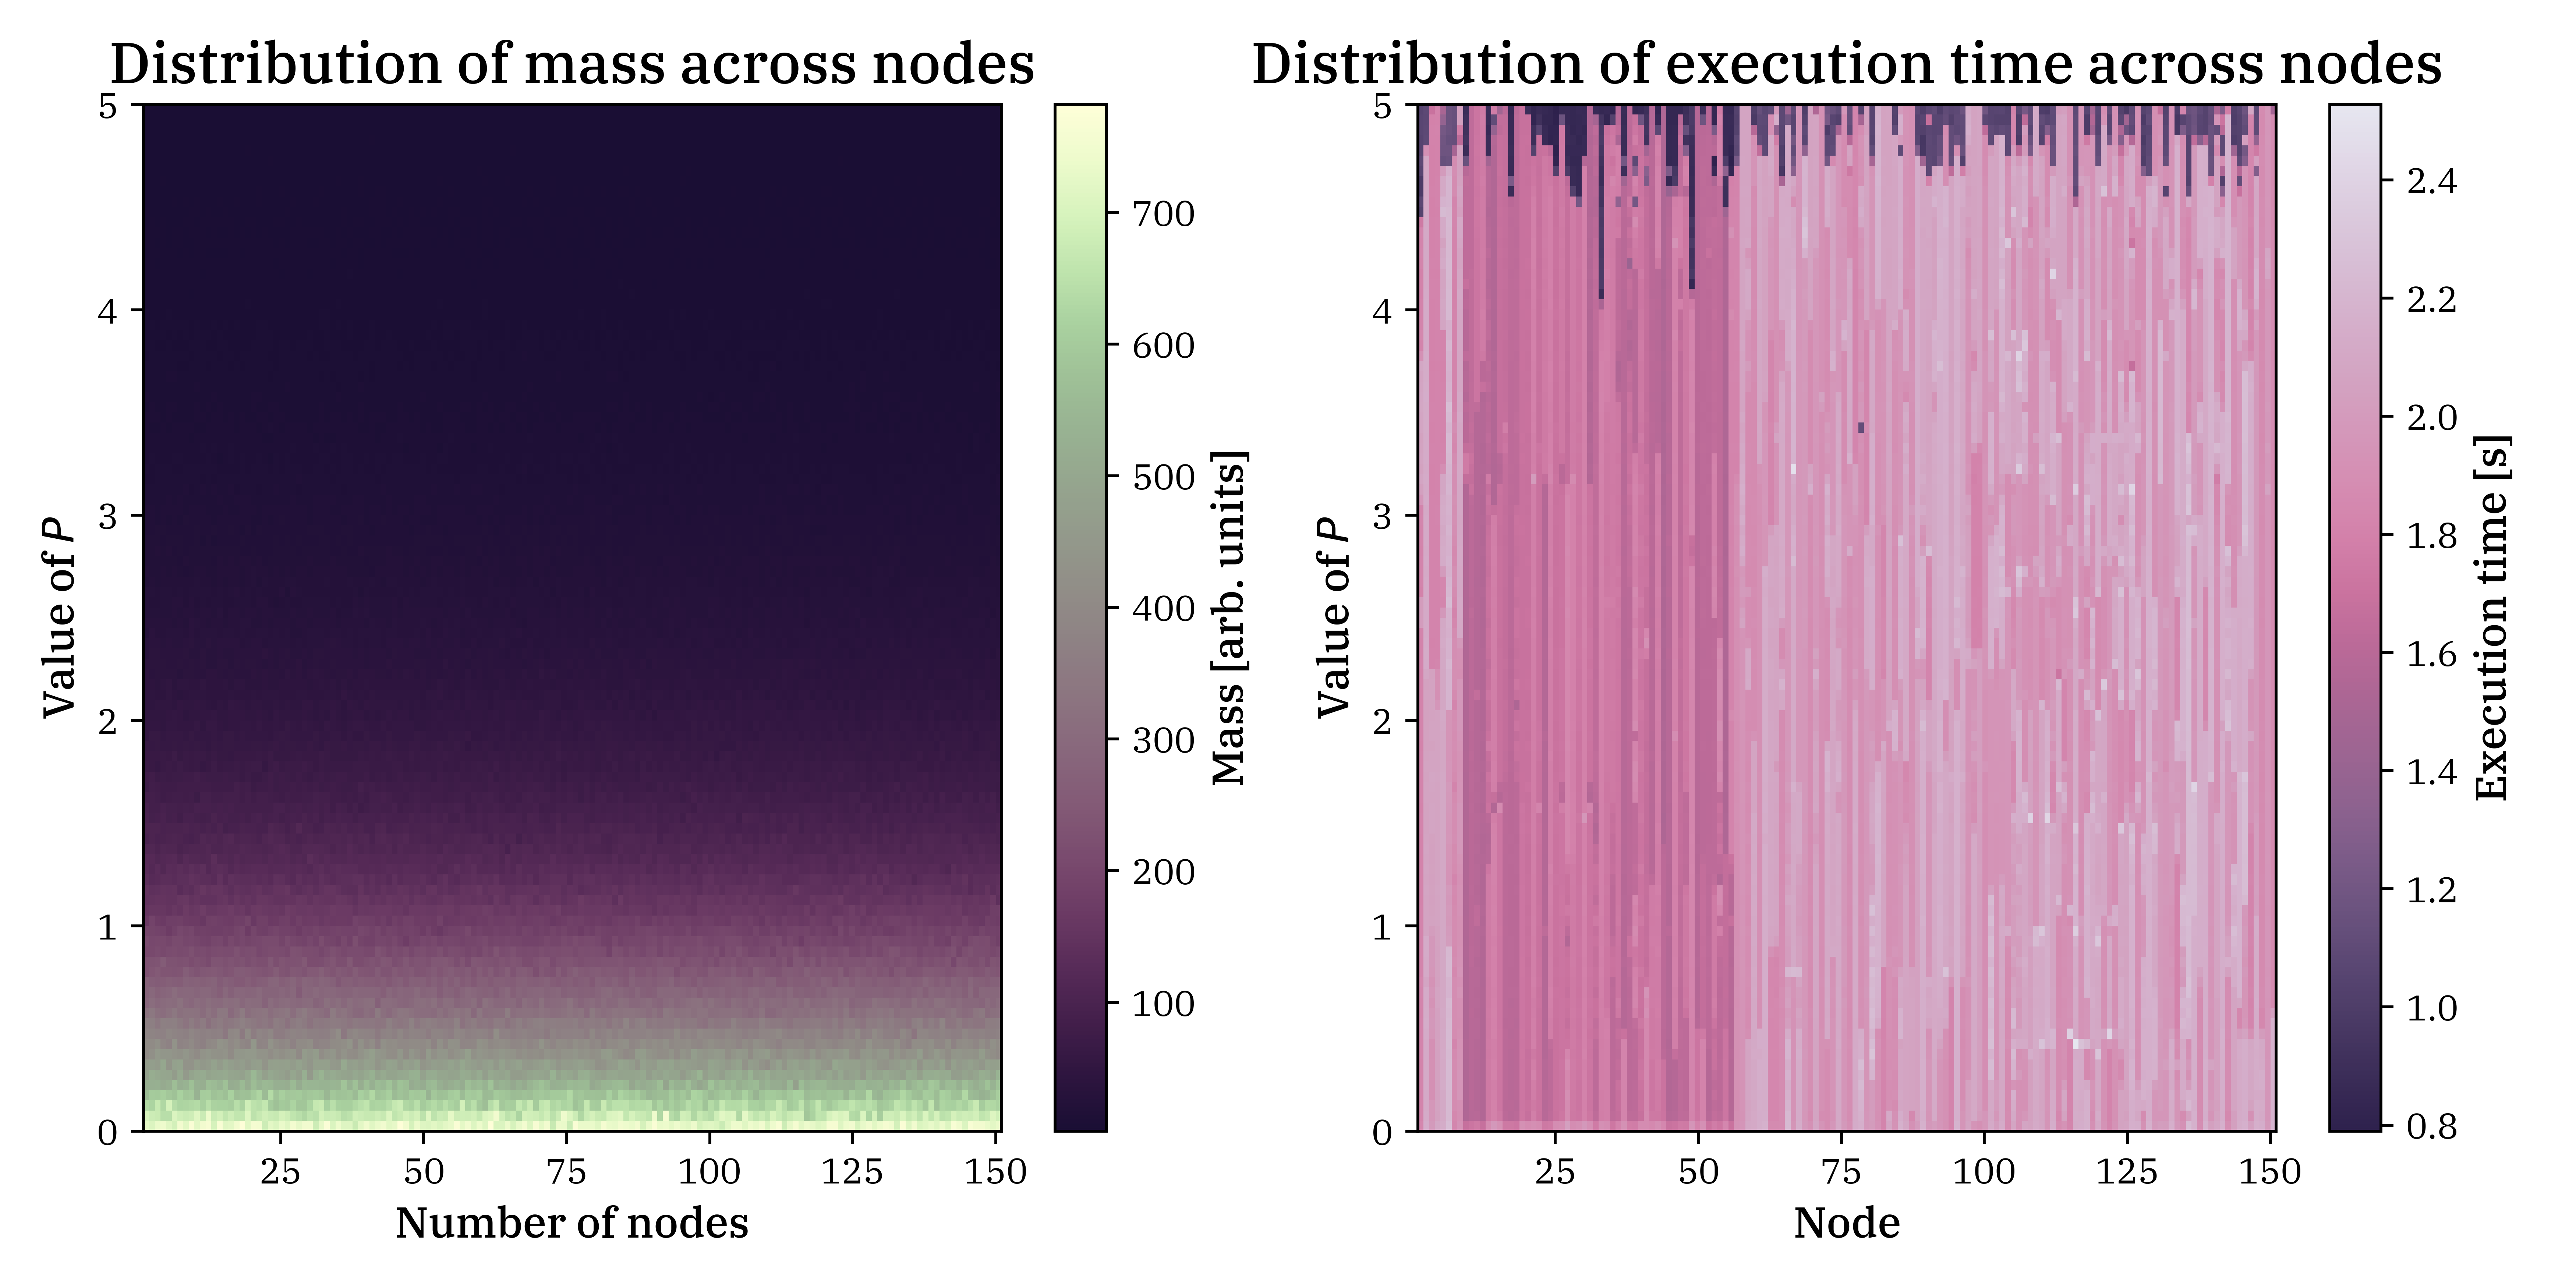 Distribution of mass across nodes
5
4
3
2
1
0
Value of P
25 50 75 100 125 150
Number of nodes
700
600
500
400
300
200
100
Mass [arb. units]
Distribution of execution time across nodes
5
4
3
2
1
0
Value of P
25 50 75 100 125 150
Node
2.4
2.2
2.0
1.8
1.6
1.4
1.2
1.0
0.8
Execution time [s]